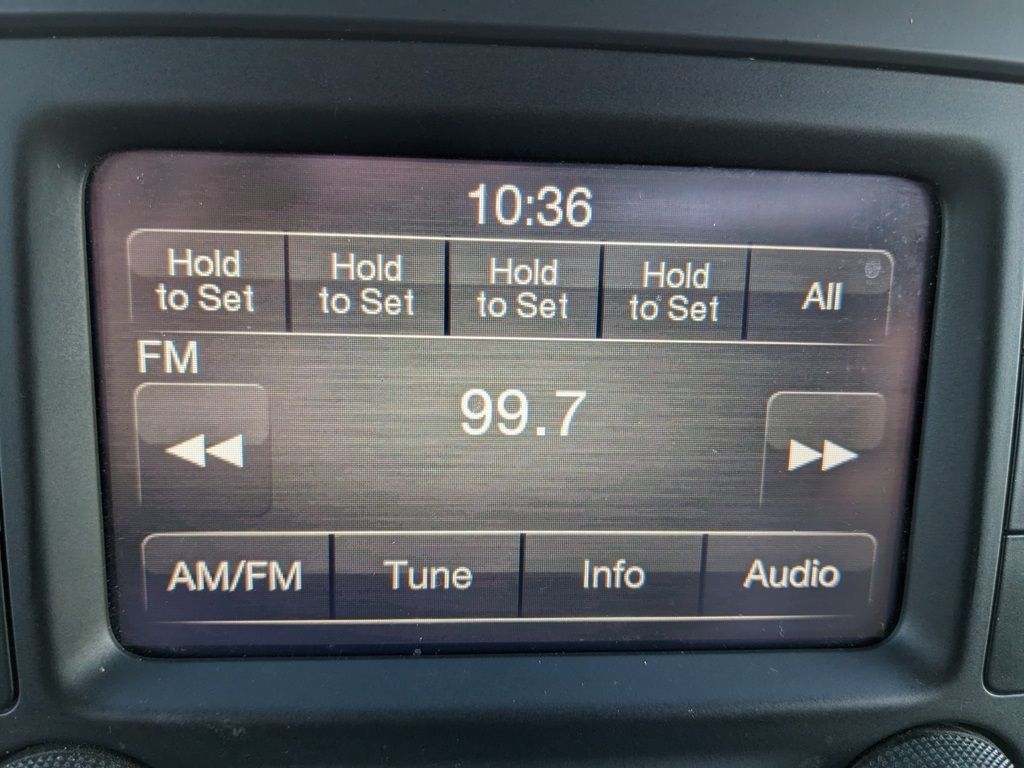 10:36
Hold
to Set
Hold
to Set
Hold
to Set
Hold
to Set
All
FM
99.7
AM/FM
Tune
Info
Audio